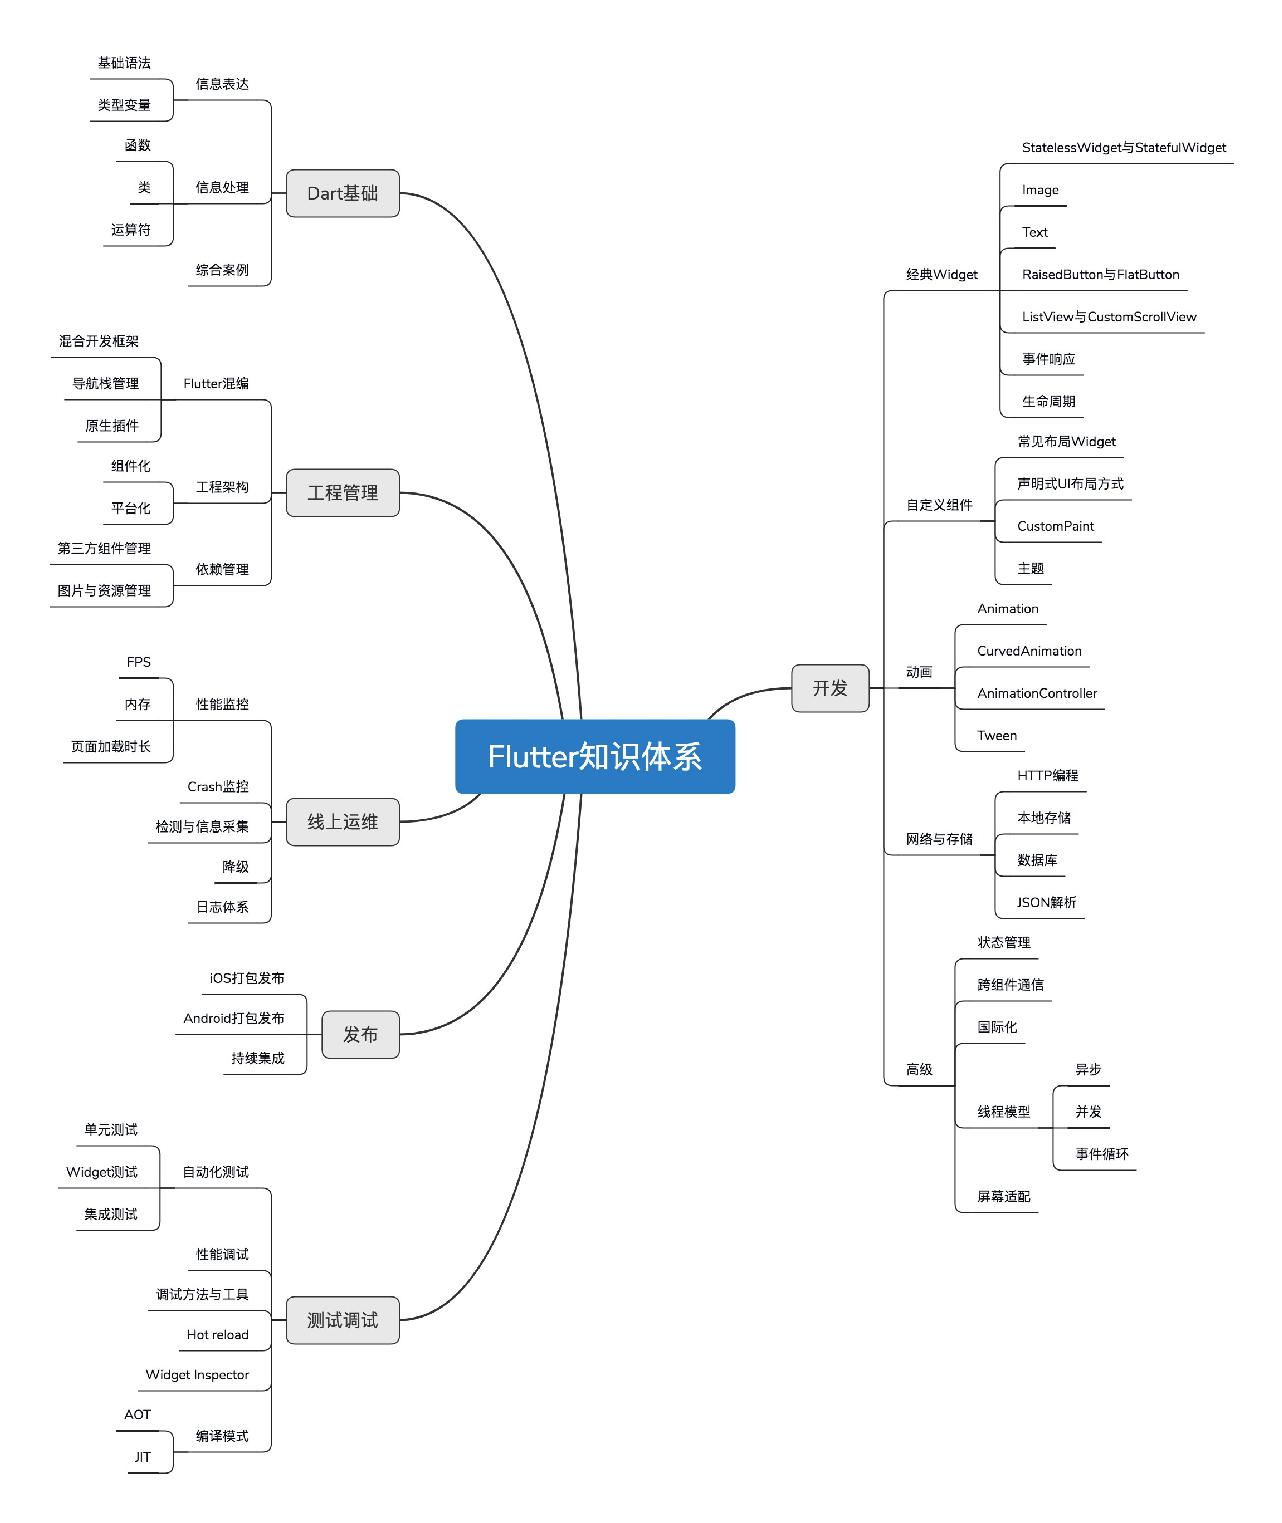 Flutter知识体系
Dart基础
信息表达
基础语法
类型变量
信息处理
函数
类
运算符
综合案例
工程管理
Flutter混编
混合开发框架
导航栈管理
原生插件
工程架构
组件化
平台化
依赖管理
第三方组件管理
图片与资源管理
线上运维
性能监控
FPS
内存
页面加载时长
Crash监控
检测与信息采集
降级
日志体系
发布
iOS打包发布
Android打包发布
持续集成
测试调试
自动化测试
单元测试
Widget测试
集成测试
性能调试
调试方法与工具
Hot reload
Widget Inspector
编译模式
AOT
JIT
开发
经典Widget
StatelessWidget与StatefulWidget
Image
Text
RaisedButton与FlatButton
ListView与CustomScrollView
事件响应
生命周期
自定义组件
常见布局Widget
声明式UI布局方式
CustomPaint
主题
动画
Animation
CurvedAnimation
AnimationController
Tween
网络与存储
HTTP编程
本地存储
数据库
JSON解析
高级
状态管理
跨组件通信
国际化
线程模型
异步
并发
事件循环
屏幕适配